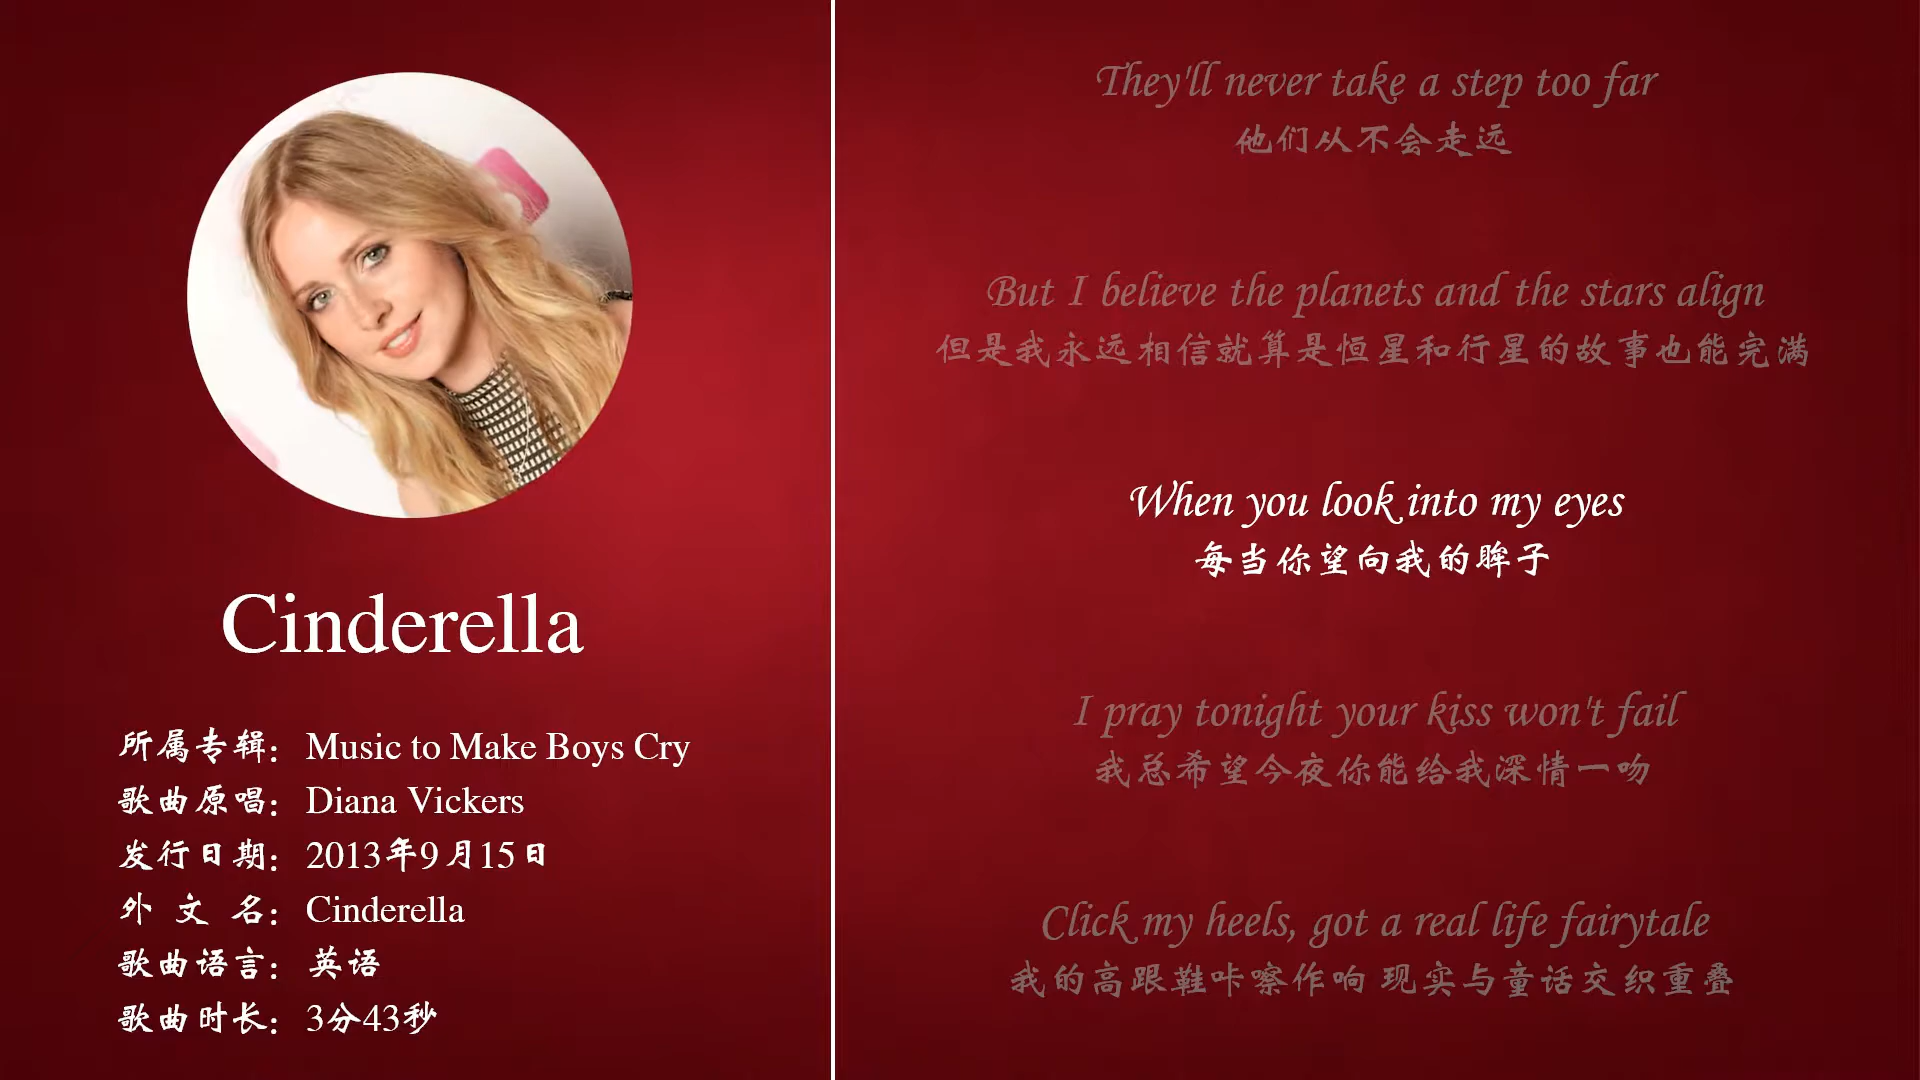 Cinderella
所属专辑: Music to Make Boys Cry
歌曲原唱: Diana Vickers
发行日期: 2013年9月15日
外文名: Cinderella
歌曲语言: 英语
歌曲时长: 3分43秒
They'll never take a step too far
他们从不会走远
But I believe the planets and the stars align
但是我永远相信就算是恒星和行星的故事也能完满
When you look into my eyes
每当你望向我的眸子
I pray tonight your kiss won't fail
我总希望今夜你能给我深情一吻
Click my heels, got a real life fairytale
我的高跟鞋咔嚓作响 现实与童话交织重叠